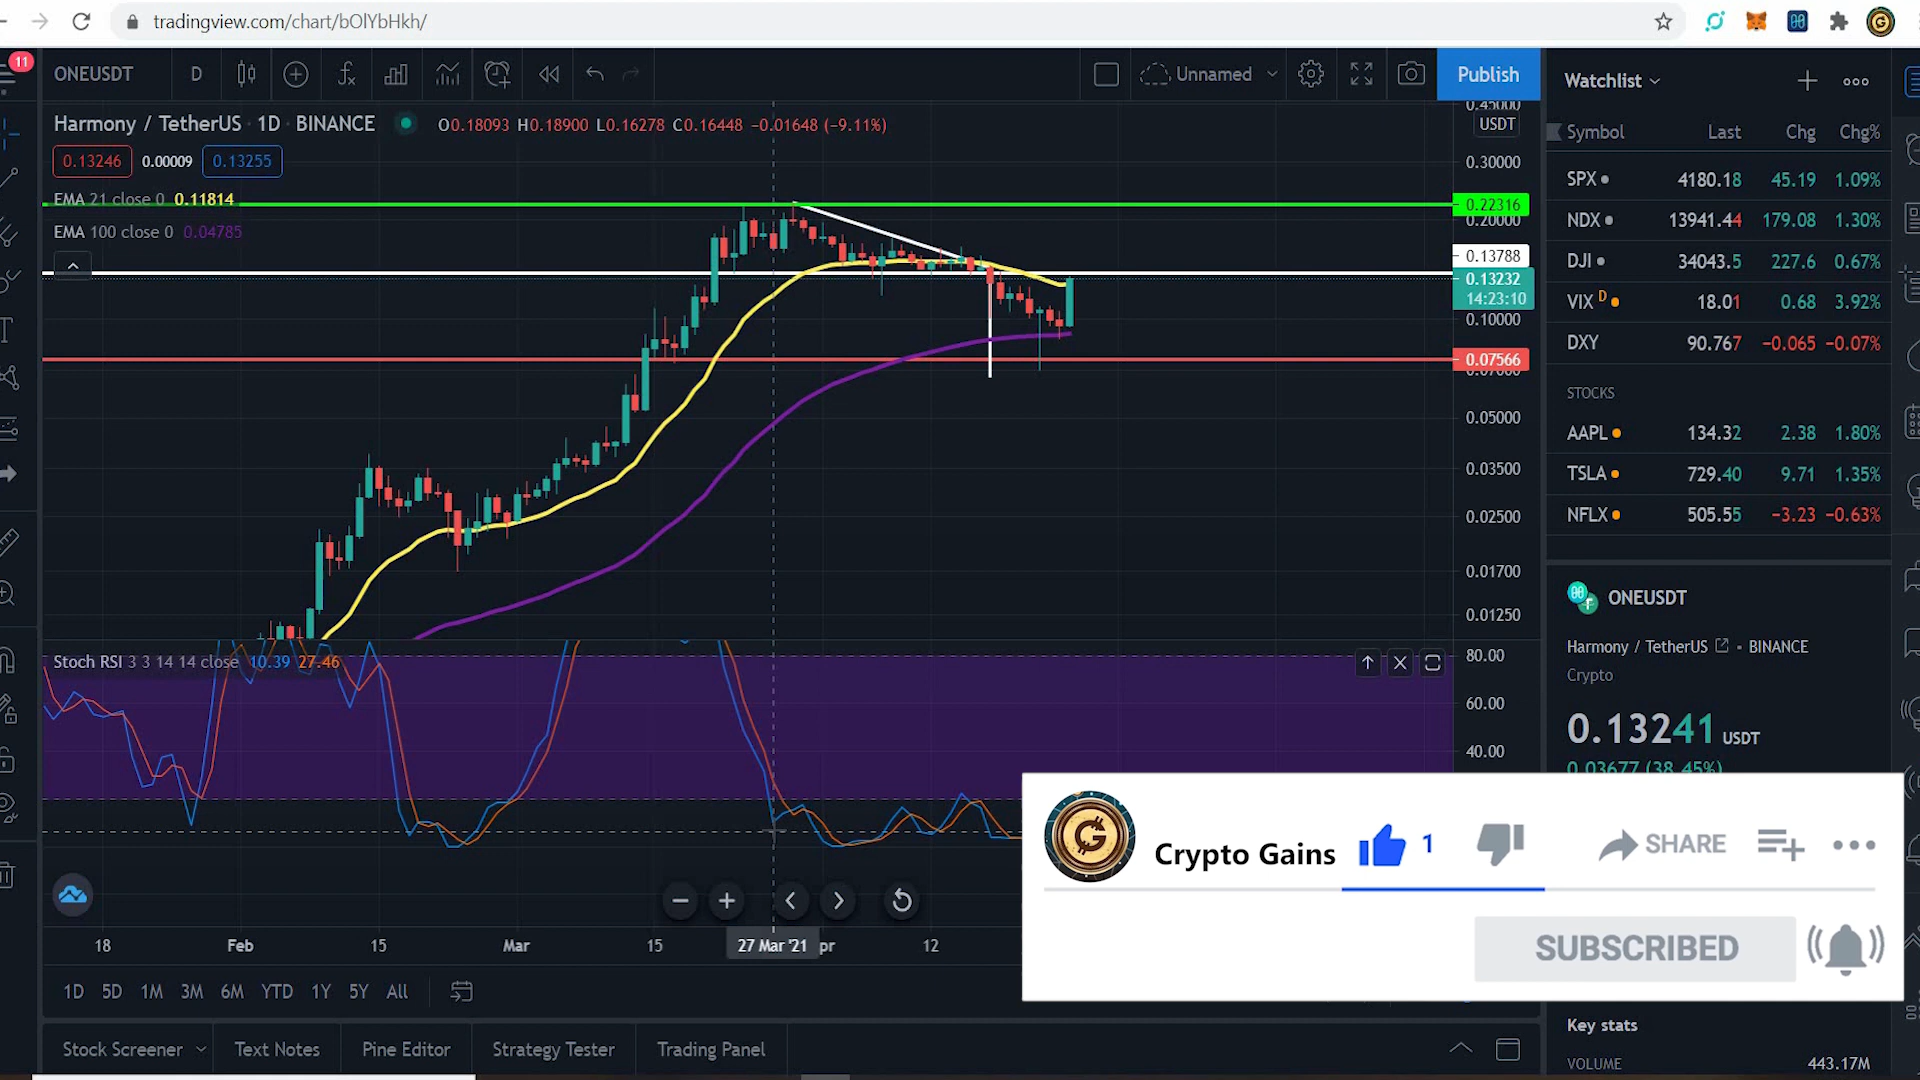 tradingview.com/chart/bOlYbHkh/
11
ONEUSDT D Unnamed Publish
Harmony / TetherUS · 1D · BINANCE O0.18093 H0.18900 L0.16278 C0.16448 −0.01648 (−9.11%)
0.13246 0.00009 0.13255
EMA 21 close 0 0.11814
EMA 100 close 0 0.04785
USDT
0.30000
0.22316
0.20000
0.13788
0.13232
14:23:10
0.10000
0.07566
0.05000
0.03500
0.02500
0.01700
0.01250
Stoch RSI 3 3 14 14 close 10.39 27.46
80.00
60.00
40.00
18 Feb 15 Mar 15 27 Mar '21 pr 12
1D 5D 1M 3M 6M YTD 1Y 5Y All
Stock Screener Text Notes Pine Editor Strategy Tester Trading Panel
Watchlist
Symbol Last Chg Chg%
SPX 4180.18 45.19 1.09%
NDX 13941.44 179.08 1.30%
DJI 34043.5 227.6 0.67%
VIX D 18.01 0.68 3.92%
DXY 90.767 −0.065 −0.07%
STOCKS
AAPL 134.32 2.38 1.80%
TSLA 729.40 9.71 1.35%
NFLX 505.55 −3.23 −0.63%
ONEUSDT
Harmony / TetherUS • BINANCE
Crypto
0.13241 USDT
0.03677 (38.45%)
Crypto Gains 1 SHARE
SUBSCRIBED
Key stats
VOLUME 443.17M